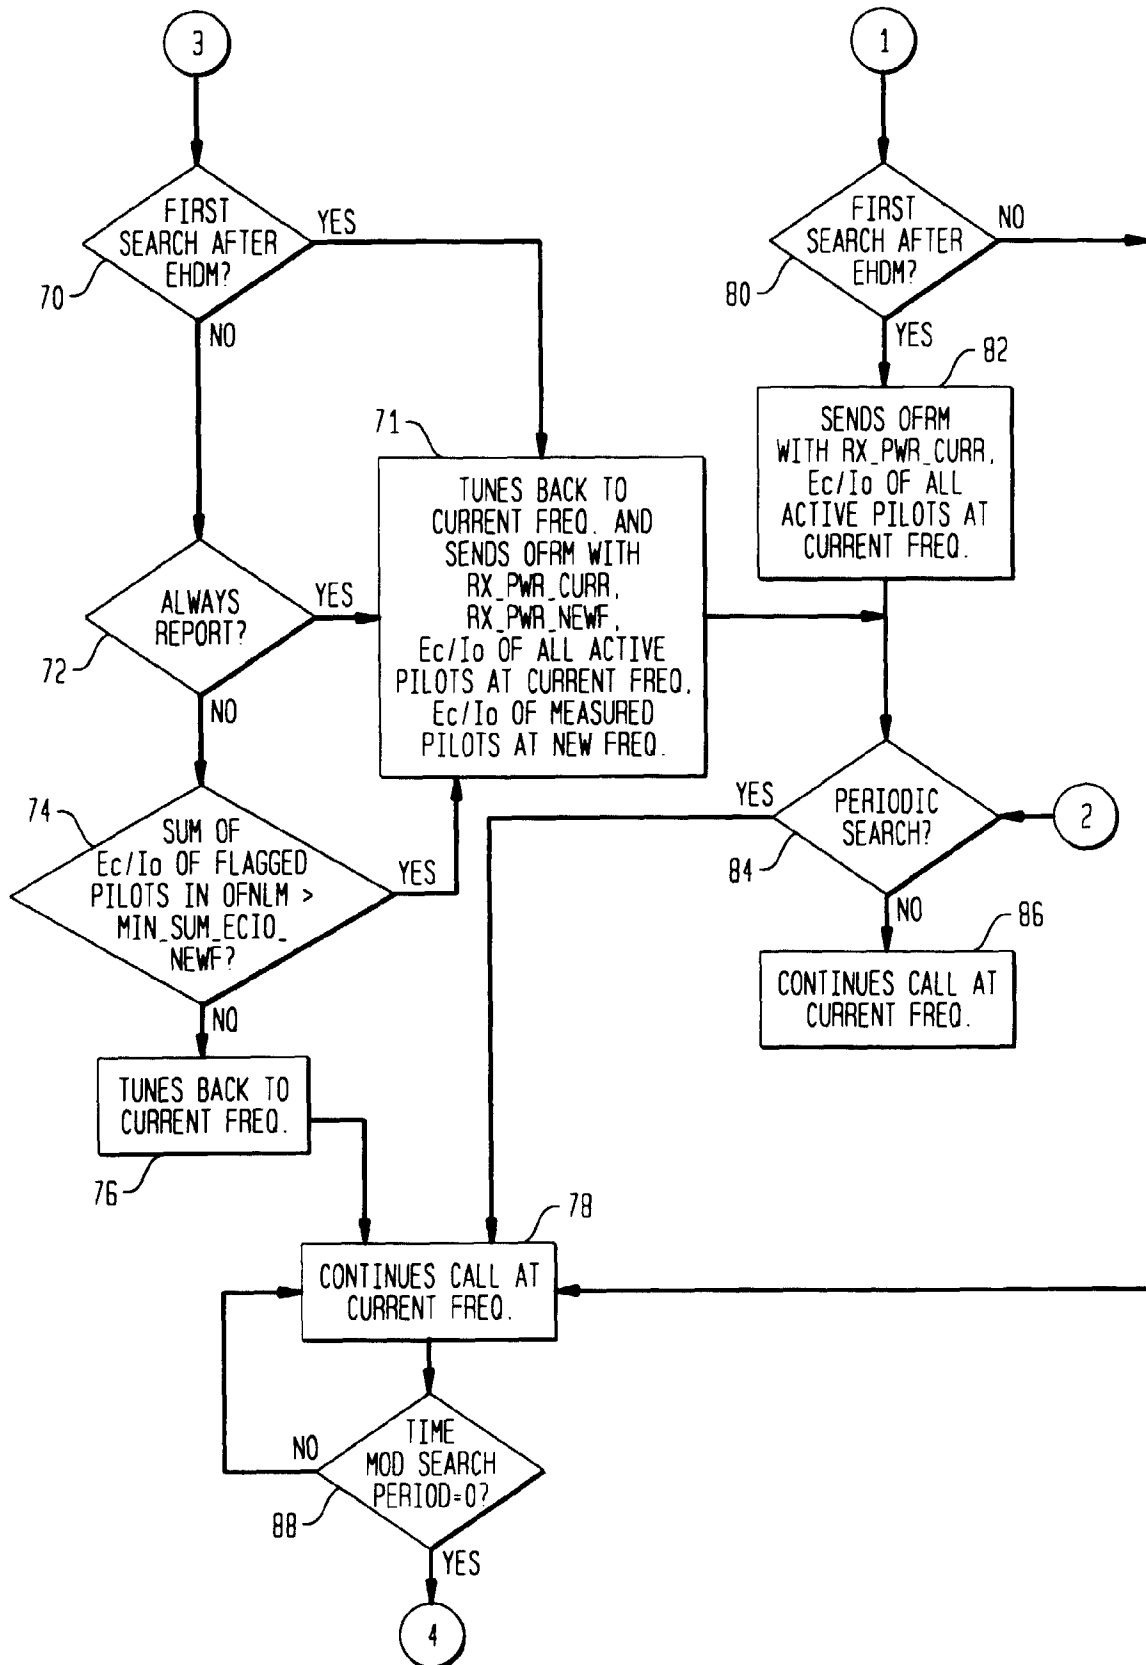 3
FIRST
SEARCH AFTER
EHDM?
YES
70
NO
ALWAYS
REPORT?
YES
72
NO
74
SUM OF
Ec/Io OF FLAGGED
PILOTS IN OFNLM >
MIN_SUM_ECIO_
NEWF?
YES
NO
TUNES BACK TO
CURRENT FREQ.
76
71
TUNES BACK TO
CURRENT FREQ. AND
SENDS OFRM WITH
RX_PWR_CURR,
RX_PWR_NEWF,
Ec/Io OF ALL ACTIVE
PILOTS AT CURRENT FREQ,
Ec/Io OF MEASURED
PILOTS AT NEW FREQ.
1
FIRST
SEARCH AFTER
EHDM?
NO
80
YES
82
SENDS OFRM
WITH RX_PWR_CURR,
Ec/Io OF ALL
ACTIVE PILOTS AT
CURRENT FREQ.
YES
PERIODIC
SEARCH?
2
84
NO
86
CONTINUES CALL AT
CURRENT FREQ.
78
CONTINUES CALL AT
CURRENT FREQ.
NO
TIME
MOD SEARCH
PERIOD=0?
88
YES
4